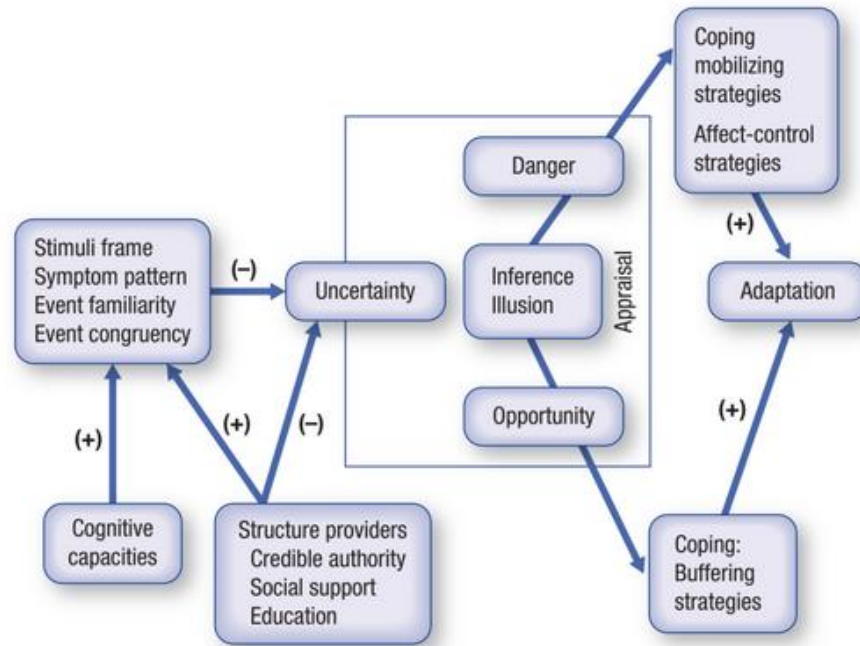 Stimuli frame
Symptom pattern
Event familiarity
Event congruency
(–)
Uncertainty
(+)
(+)
(–)
Cognitive
capacities
Structure providers
Credible authority
Social support
Education
Danger
Inference
Illusion
Opportunity
Appraisal
Coping
mobilizing
strategies
Affect-control
strategies
(+)
Adaptation
(+)
Coping:
Buffering
strategies